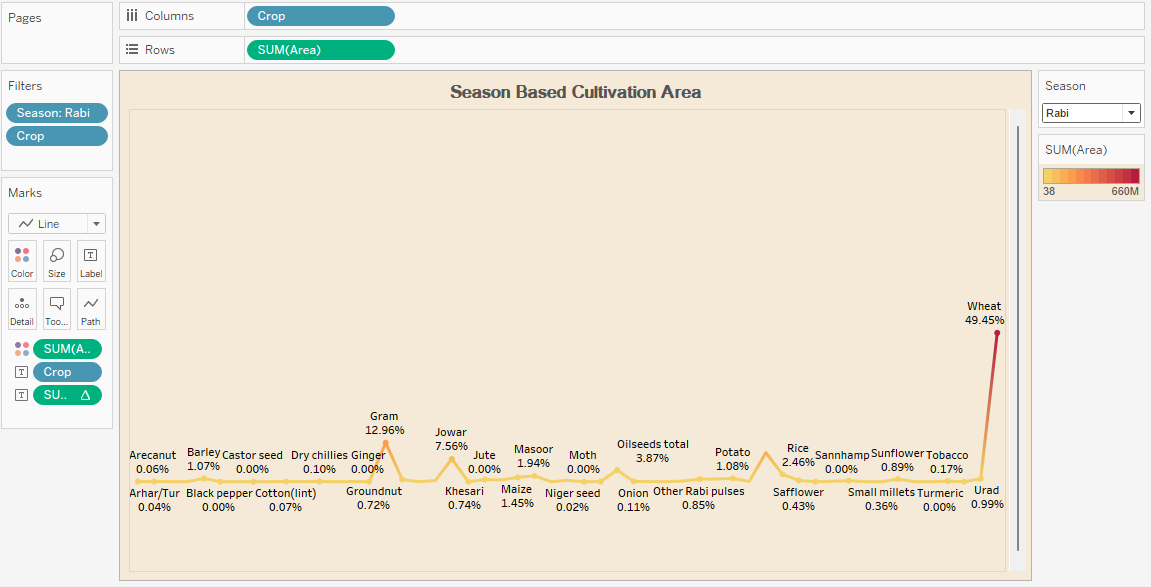 Pages
Columns
Crop
Rows
SUM(Area)
Filters
Season: Rabi
Crop
Marks
Line
Color
Size
Label
Detail
Too...
Path
SUM(A..
Crop
SU.. Δ
Season Based Cultivation Area
Arecanut
0.06%
Arhar/Tur
0.04%
Barley
1.07%
Black pepper
0.00%
Castor seed
0.00%
Cotton(lint)
0.07%
Dry chillies
0.10%
Ginger
0.00%
Gram
12.96%
Groundnut
0.72%
Jowar
7.56%
Khesari
0.74%
Jute
0.00%
Maize
1.45%
Masoor
1.94%
Moth
0.00%
Niger seed
0.02%
Oilseeds total
3.87%
Onion
0.11%
Other Rabi pulses
0.85%
Potato
1.08%
Rice
2.46%
Safflower
0.43%
Sannhamp
0.00%
Small millets
0.36%
Sunflower
0.89%
Turmeric
0.00%
Tobacco
0.17%
Urad
0.99%
Wheat
49.45%
Season
Rabi
SUM(Area)
38
660M